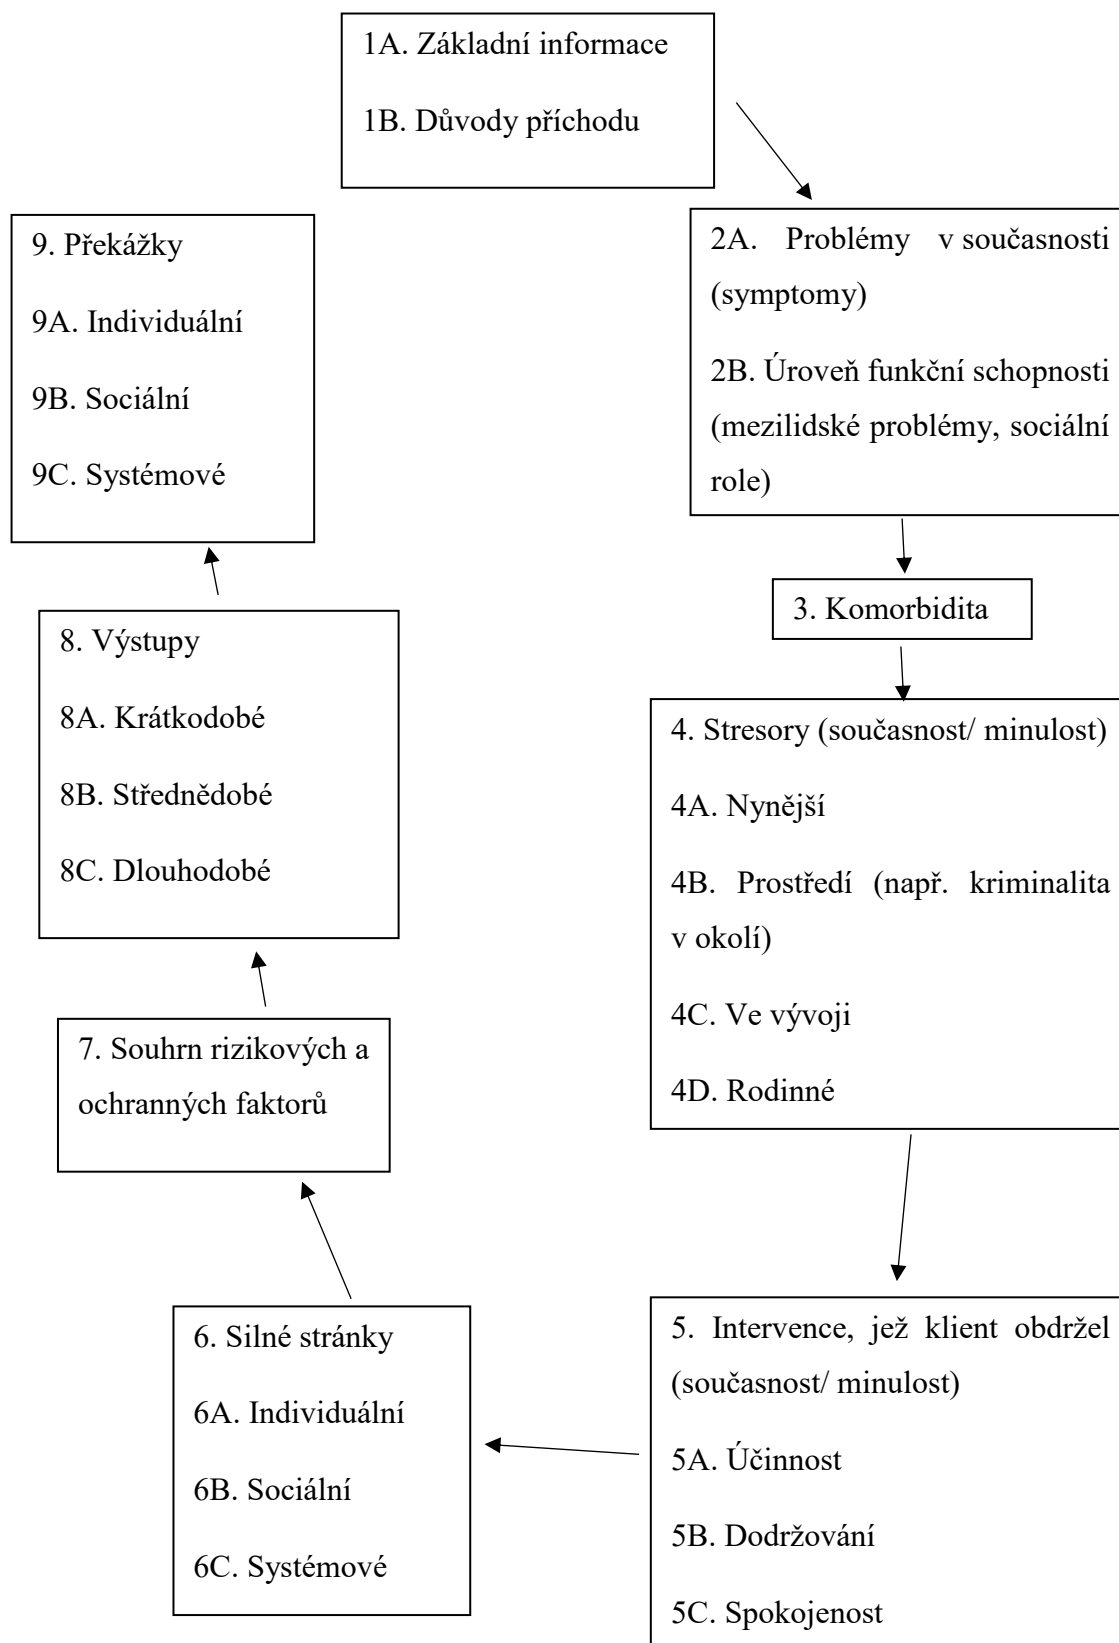 1A. Základní informace
1B. Důvody příchodu
2A. Problémy v současnosti
(symptomy)
2B. Úroveň funkční schopnosti
(mezilidské problémy, sociální
role)
3. Komorbidita
4. Stresory (současnost/ minulost)
4A. Nynější
4B. Prostředí (např. kriminalita
v okolí)
4C. Ve vývoji
4D. Rodinné
5. Intervence, jež klient obdržel
(současnost/ minulost)
5A. Účinnost
5B. Dodržování
5C. Spokojenost
6. Silné stránky
6A. Individuální
6B. Sociální
6C. Systémové
7. Souhrn rizikových a
ochranných faktorů
8. Výstupy
8A. Krátkodobé
8B. Střednědobé
8C. Dlouhodobé
9. Překážky
9A. Individuální
9B. Sociální
9C. Systémové